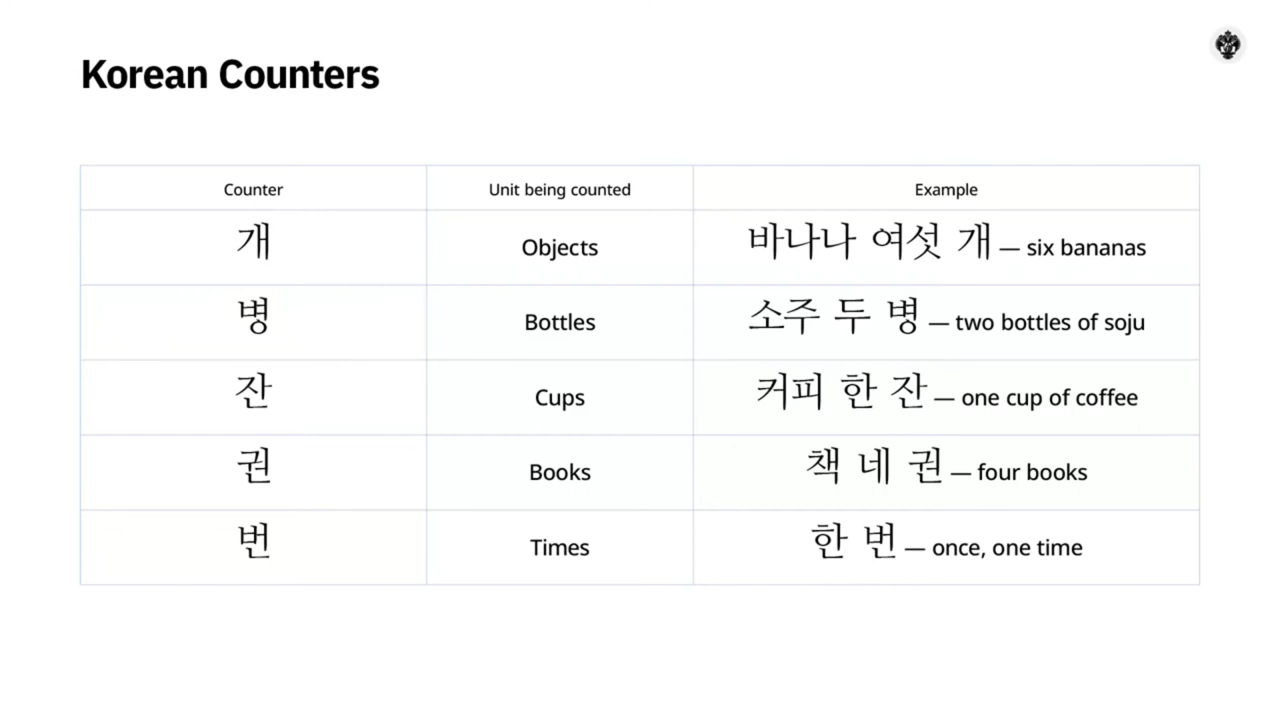 Korean Counters
Counter Unit being counted Example
개 Objects 바나나 여섯 개 — six bananas
병 Bottles 소주 두 병 — two bottles of soju
잔 Cups 커피 한 잔 — one cup of coffee
권 Books 책 네 권 — four books
번 Times 한 번 — once, one time